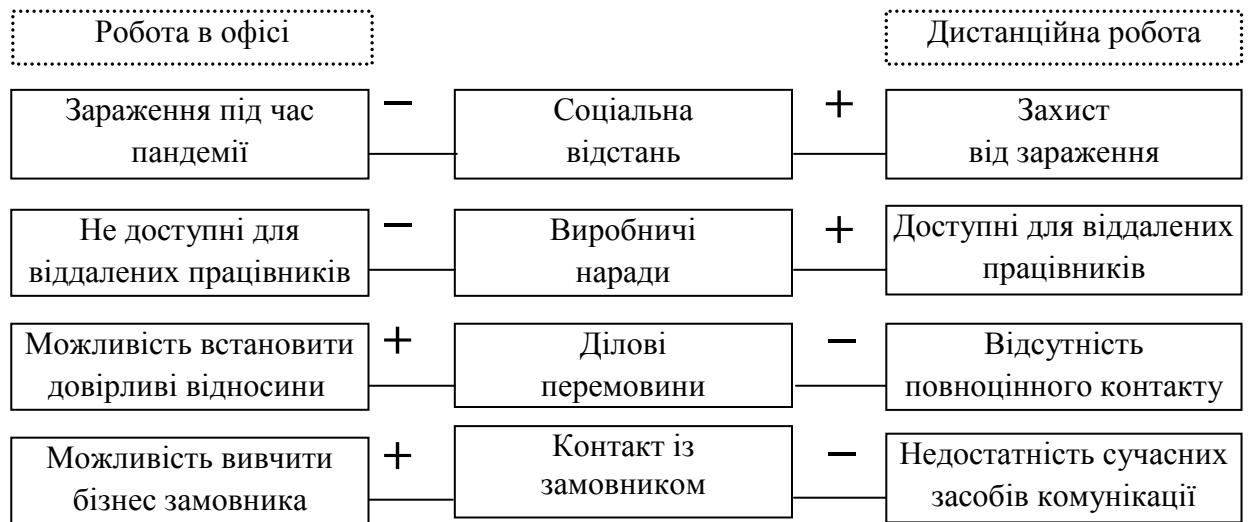 Робота в офісі
Дистанційна робота
Зараження під час
пандемії
−
Соціальна
відстань
+
Захист
від зараження
Не доступні для
віддалених працівників
−
Виробничі
наради
+
Доступні для віддалених
працівників
Можливість встановити
довірливі відносини
+
Ділові
перемовини
−
Відсутність
повноцінного контакту
Можливість вивчити
бізнес замовника
+
Контакт із
замовником
−
Недостатність сучасних
засобів комунікації